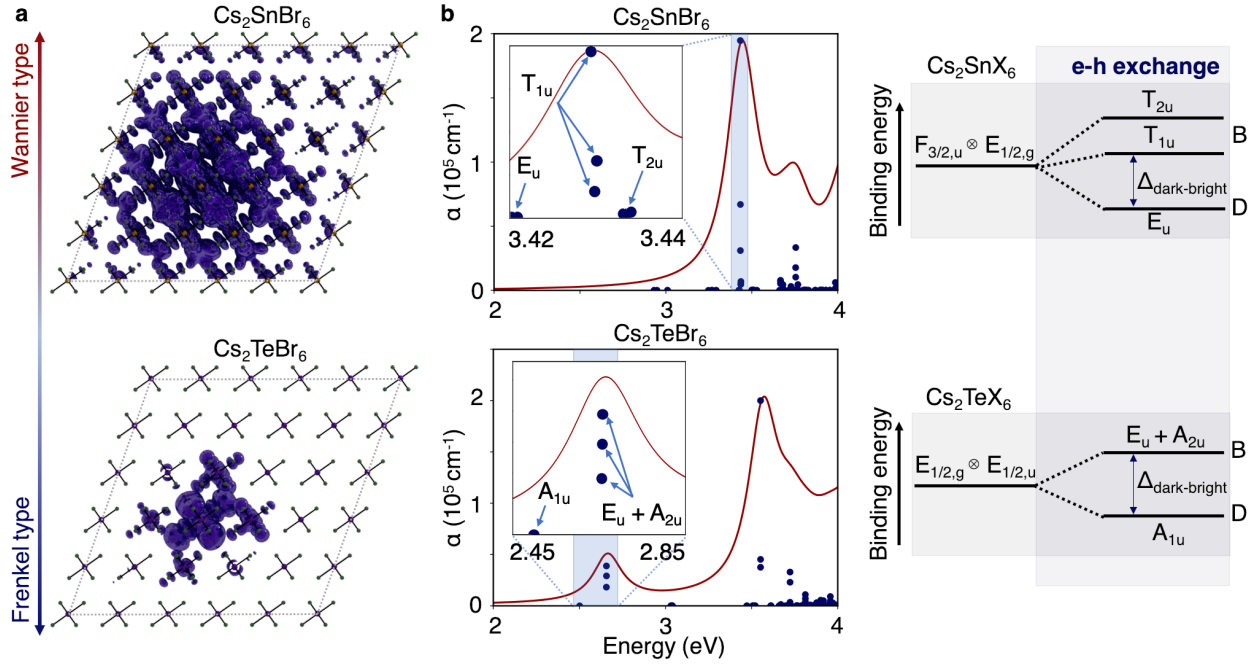 a
Cs2SnBr6
Wannier type
Frenkel type
Cs2TeBr6
b
Cs2SnBr6
α (10^5 cm^-1)
2
1
0
2
3
4
T1u
Eu
T2u
3.42
3.44
Cs2TeBr6
α (10^5 cm^-1)
2
1
0
2
3
4
Energy (eV)
A1u
Eu + A2u
2.45
2.85
Cs2SnX6
e-h exchange
Binding energy
F3/2,u ⊗ E1/2,g
T2u
T1u
B
Δdark-bright
D
Eu
Cs2TeX6
Binding energy
E1/2,g ⊗ E1/2,u
Eu + A2u
B
Δdark-bright
D
A1u